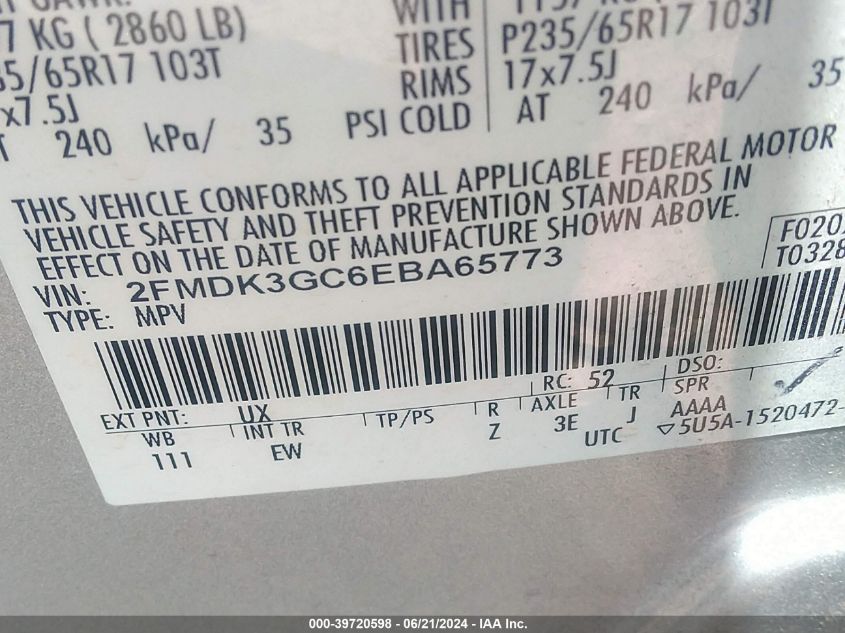 7 KG ( 2860 LB) WITH
TIRES P235/65R17 103T
35/65R17 103T RIMS 17x7.5J
x7.5J PSI COLD AT 240 kPa/ 35
240 kPa/ 35
THIS VEHICLE CONFORMS TO ALL APPLICABLE FEDERAL MOTOR
VEHICLE SAFETY AND THEFT PREVENTION STANDARDS IN
EFFECT ON THE DATE OF MANUFACTURE SHOWN ABOVE.
VIN: 2FMDK3GC6EBA65773
TYPE: MPV
F020
T0328
EXT PNT: UX RC: 52 DSO:
WB INT TR TP/PS R AXLE TR SPR
111 EW Z 3E J AAAA
UTC 5U5A-1520472-
000-39720598 - 06/21/2024 - IAA Inc.